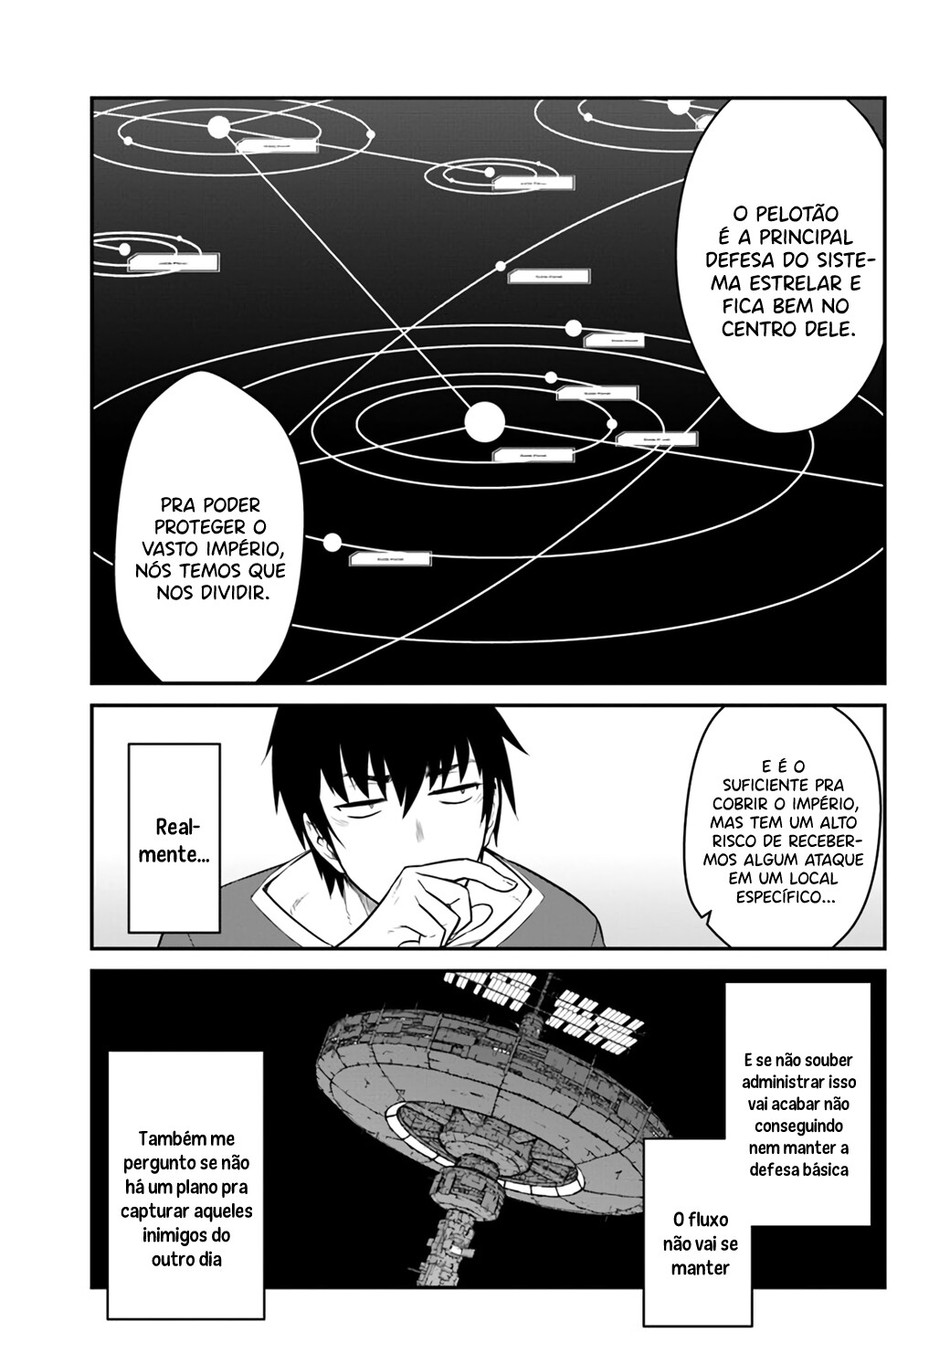 O PELOTÃO
É A PRINCIPAL
DEFESA DO SISTE-
MA ESTRELAR E
FICA BEM NO
CENTRO DELE.
PRA PODER
PROTEGER O
VASTO IMPÉRIO,
NÓS TEMOS QUE
NOS DIVIDIR.
E É O
SUFICIENTE PRA
COBRIR O IMPÉRIO,
MAS TEM UM ALTO
RISCO DE RECEBER-
MOS ALGUM ATAQUE
EM UM LOCAL
ESPECÍFICO...
Real-
mente...
E se não souber
administrar isso
vai acabar não
conseguindo
nem manter a
defesa básica
O fluxo
não vai se
manter
Também me
pergunto se não
há um plano pra
capturar aqueles
inimigos do
outro dia